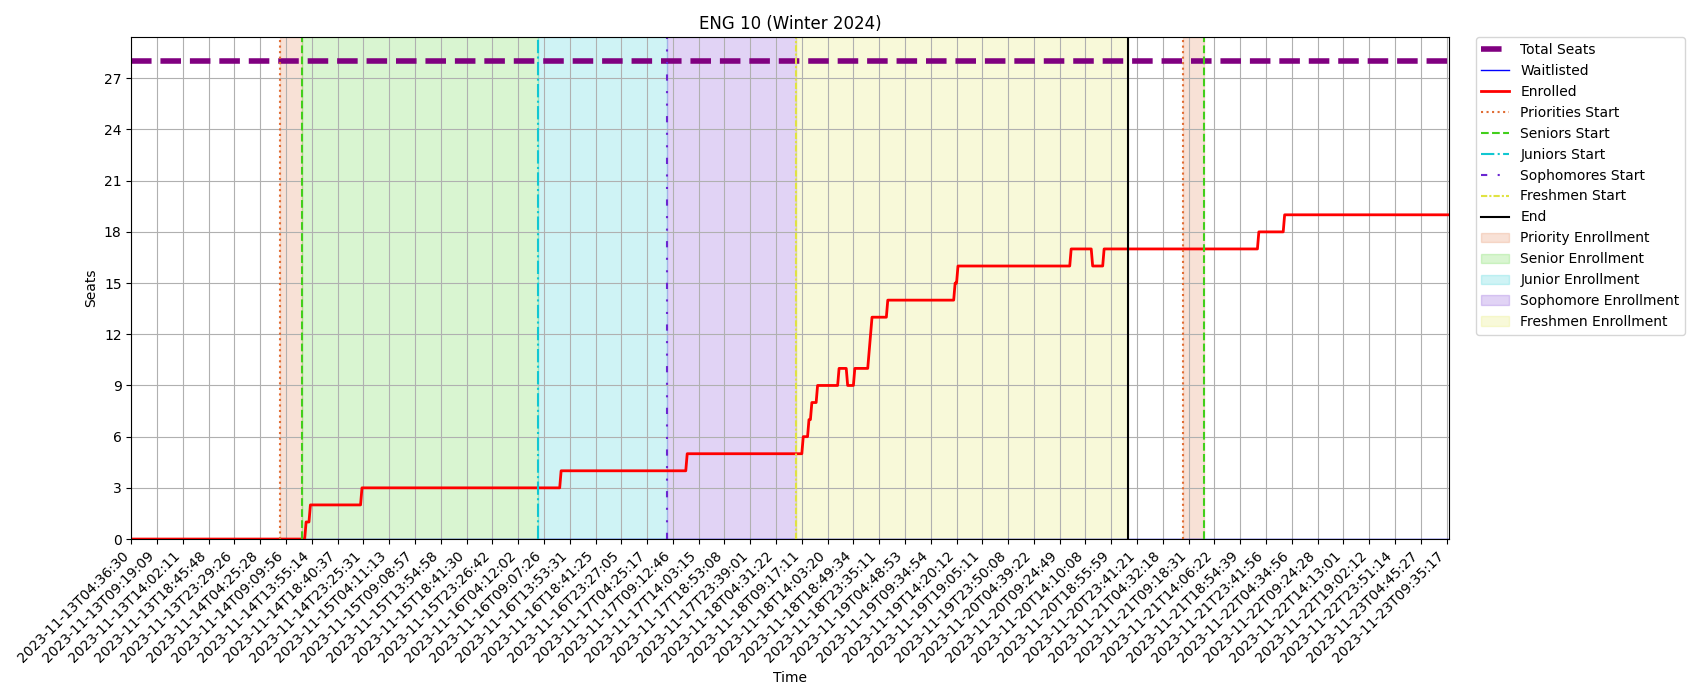 ENG 10 (Winter 2024)
Seats
27
24
21
18
15
12
9
6
3
0
2023-11-13T04:36:30
2023-11-13T09:19:09
2023-11-13T14:02:11
2023-11-13T18:45:48
2023-11-13T23:29:26
2023-11-14T04:25:28
2023-11-14T09:09:56
2023-11-14T13:55:14
2023-11-14T18:40:37
2023-11-14T23:25:31
2023-11-15T04:11:13
2023-11-15T09:08:57
2023-11-15T13:54:58
2023-11-15T18:41:30
2023-11-15T23:26:42
2023-11-16T04:12:02
2023-11-16T09:07:26
2023-11-16T13:53:31
2023-11-16T18:41:25
2023-11-16T23:27:05
2023-11-17T04:25:17
2023-11-17T09:12:46
2023-11-17T14:03:15
2023-11-17T18:53:08
2023-11-17T23:39:01
2023-11-18T04:31:22
2023-11-18T09:17:11
2023-11-18T14:03:20
2023-11-18T18:49:34
2023-11-18T23:35:11
2023-11-19T04:48:53
2023-11-19T09:34:54
2023-11-19T14:20:12
2023-11-19T19:05:11
2023-11-19T23:50:08
2023-11-20T04:39:22
2023-11-20T09:24:49
2023-11-20T14:10:08
2023-11-20T18:55:59
2023-11-20T23:41:21
2023-11-21T04:32:18
2023-11-21T09:18:31
2023-11-21T14:06:22
2023-11-21T18:54:39
2023-11-21T23:41:56
2023-11-22T04:34:56
2023-11-22T09:24:28
2023-11-22T14:13:01
2023-11-22T19:02:12
2023-11-22T23:51:14
2023-11-23T04:45:27
2023-11-23T09:35:17
Time
Total Seats
Waitlisted
Enrolled
Priorities Start
Seniors Start
Juniors Start
Sophomores Start
Freshmen Start
End
Priority Enrollment
Senior Enrollment
Junior Enrollment
Sophomore Enrollment
Freshmen Enrollment